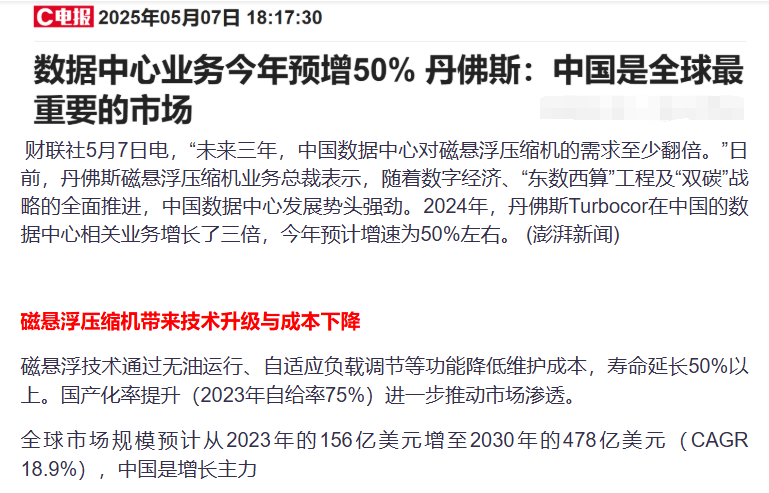 C电报 2025年05月07日 18:17:30
数据中心业务今年预增50% 丹佛斯：中国是全球最
重要的市场
财联社5月7日电，“未来三年，中国数据中心对磁悬浮压缩机的需求至少翻倍。”日
前，丹佛斯磁悬浮压缩机业务总裁表示，随着数字经济、“东数西算”工程及“双碳”战
略的全面推进，中国数据中心发展势头强劲。2024年，丹佛斯Turbocor在中国的数
据中心相关业务增长了三倍，今年预计增速为50%左右。 (澎湃新闻)
磁悬浮压缩机带来技术升级与成本下降
磁悬浮技术通过无油运行、自适应负载调节等功能降低维护成本，寿命延长50%以
上。国产化率提升（2023年自给率75%）进一步推动市场渗透。
全球市场规模预计从2023年的156亿美元增至2030年的478亿美元（CAGR
18.9%），中国是增长主力